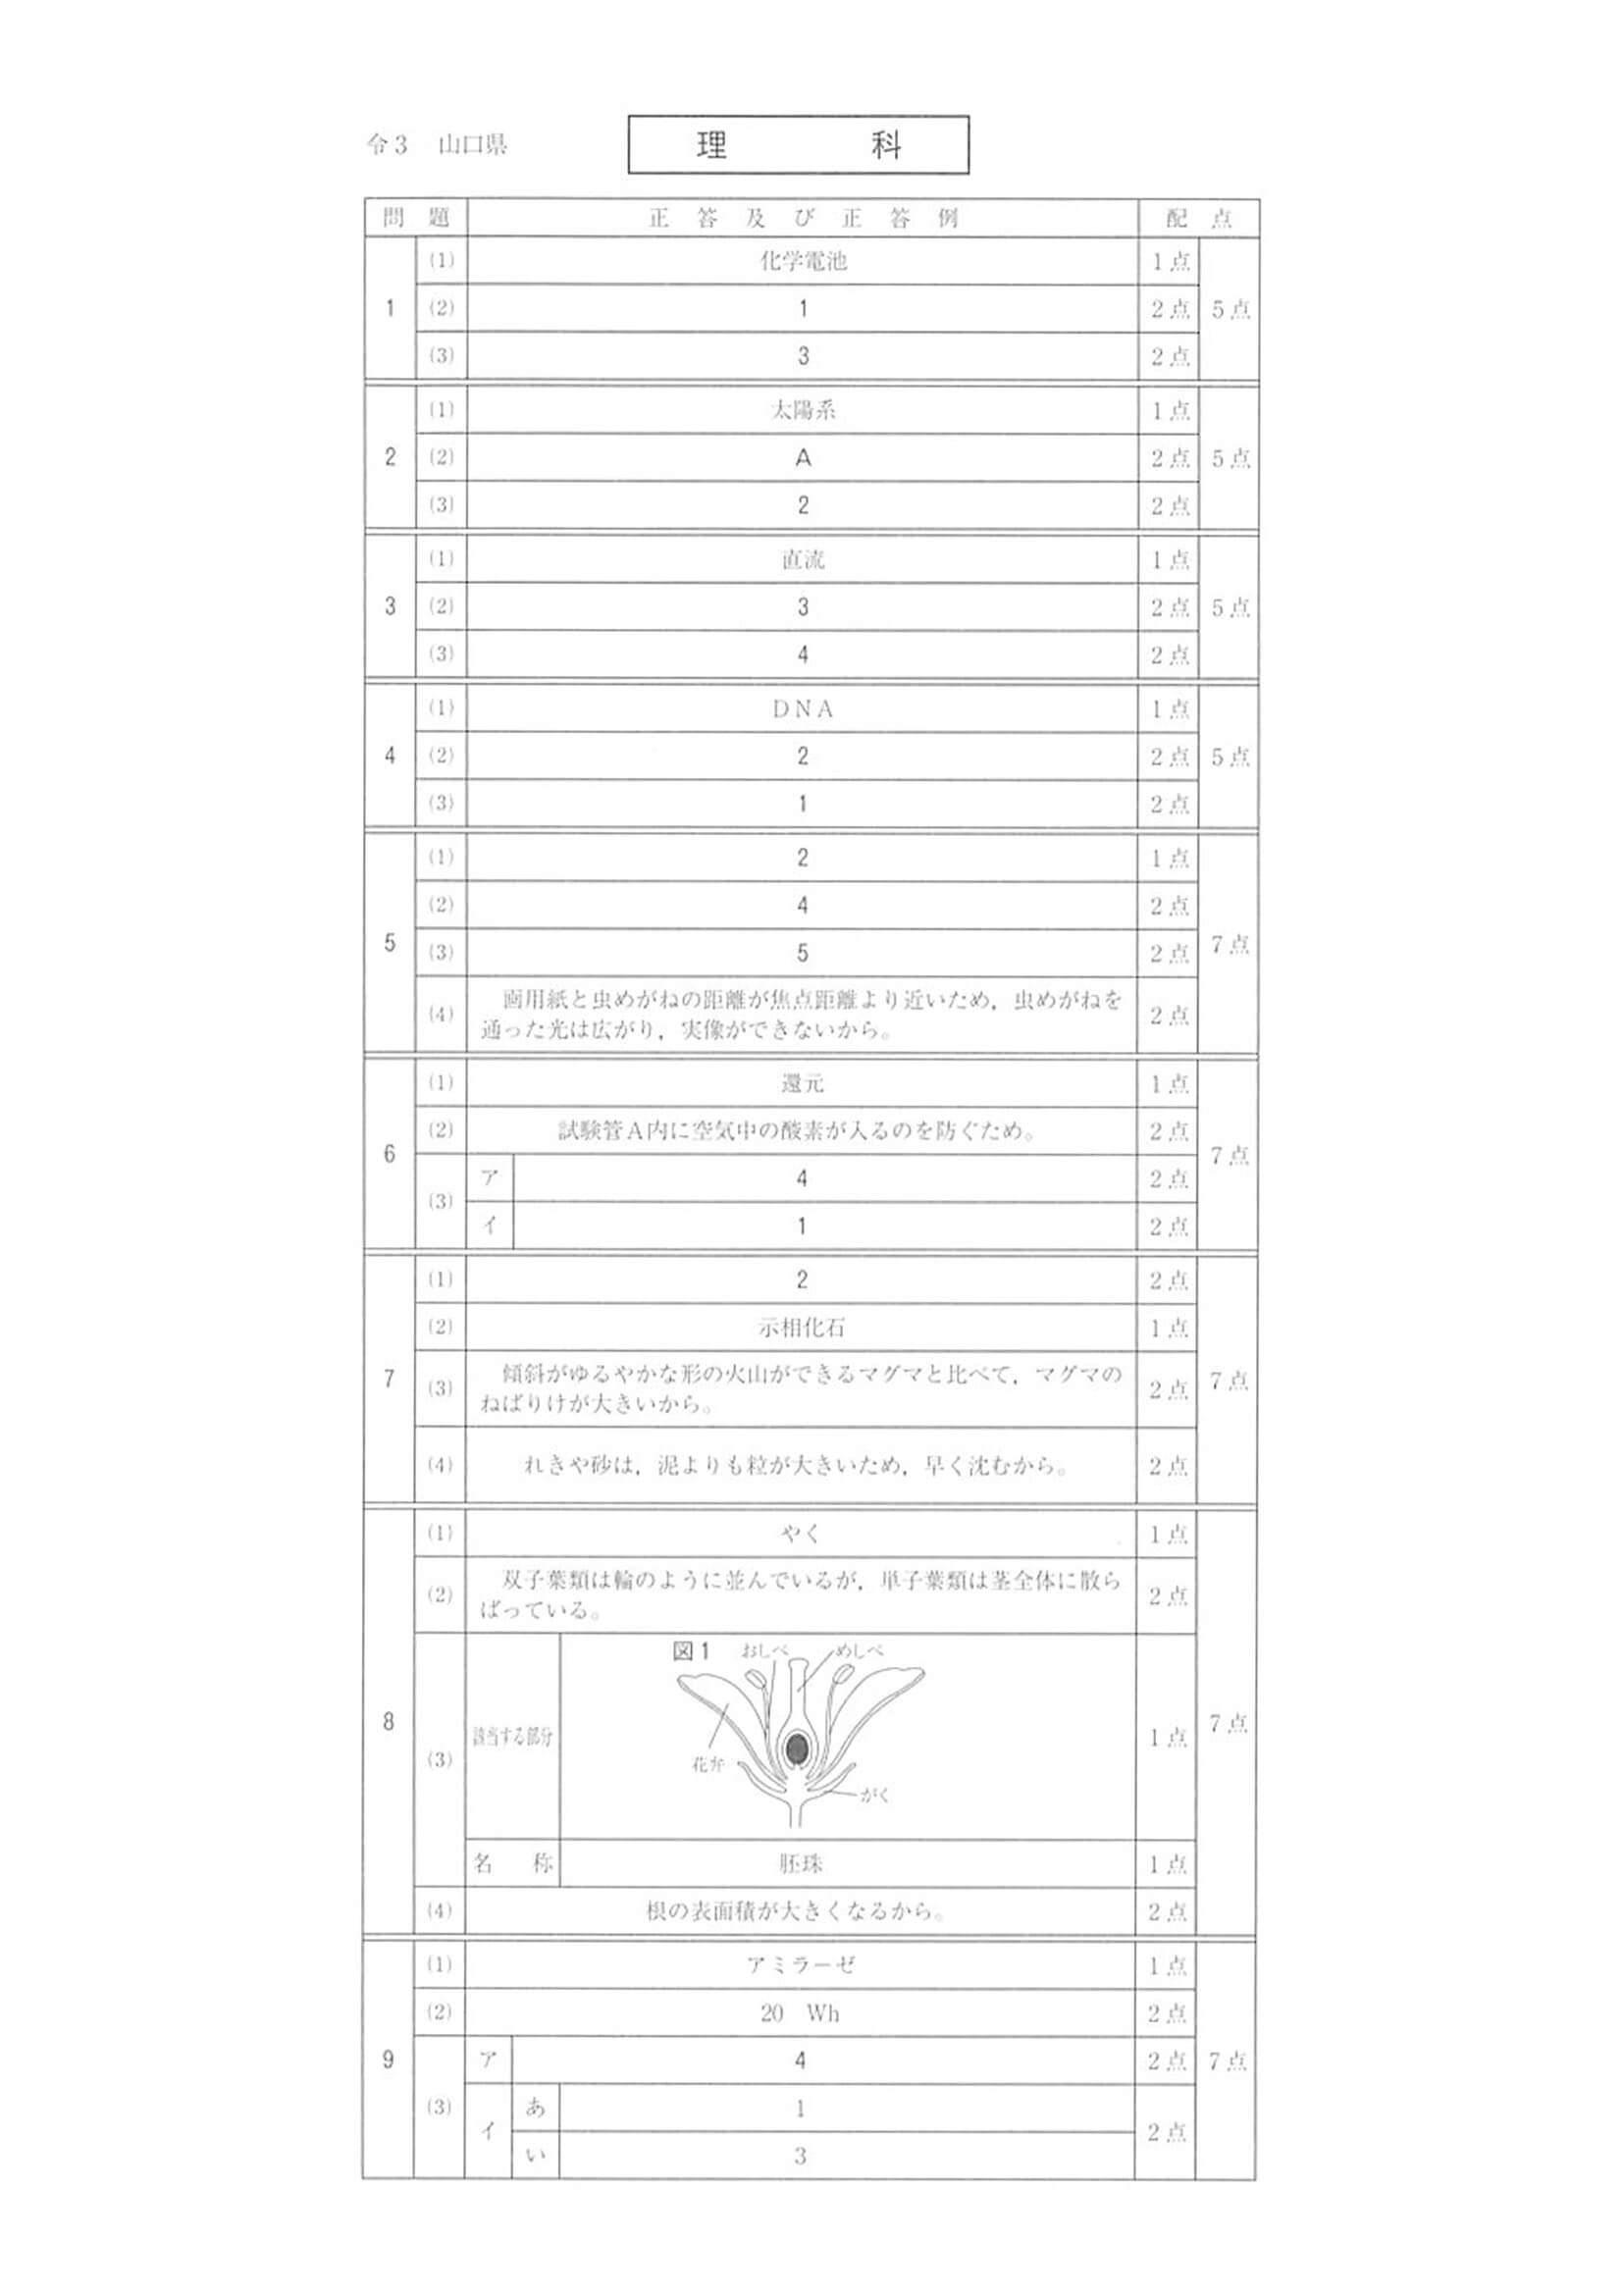 令3 山口県
理 科
問 題 正 答 及 び 正 答 例 配 点
1 (1) 化学電池 1点 5点
(2) 1 2点
(3) 3 2点
2 (1) 太陽系 1点 5点
(2) A 2点
(3) 2 2点
3 (1) 直流 1点 5点
(2) 3 2点
(3) 4 2点
4 (1) DNA 1点 5点
(2) 2 2点
(3) 1 2点
5 (1) 2 1点 7点
(2) 4 2点
(3) 5 2点
(4) 画用紙と虫めがねの距離が焦点距離より近いため，虫めがねを
通った光は広がり，実像ができないから。 2点
6 (1) 還元 1点 7点
(2) 試験管A内に空気中の酸素が入るのを防ぐため。 2点
(3) ア 4 2点
イ 1 2点
7 (1) 2 2点 7点
(2) 示相化石 1点
(3) 傾斜がゆるやかな形の火山ができるマグマと比べて，マグマの
ねばりけが大きいから。 2点
(4) れきや砂は，泥よりも粒が大きいため，早く沈むから。 2点
8 (1) やく 1点 7点
(2) 双子葉類は輪のように並んでいるが，単子葉類は茎全体に散ら
ばっている。 2点
(3) 該当する部分 1点
図1 おしべ めしべ
花弁
がく
名 称 胚珠 1点
(4) 根の表面積が大きくなるから。 2点
9 (1) アミラーゼ 1点 7点
(2) 20 Wh 2点
(3) ア 4 2点
イ あ 1 2点
い 3